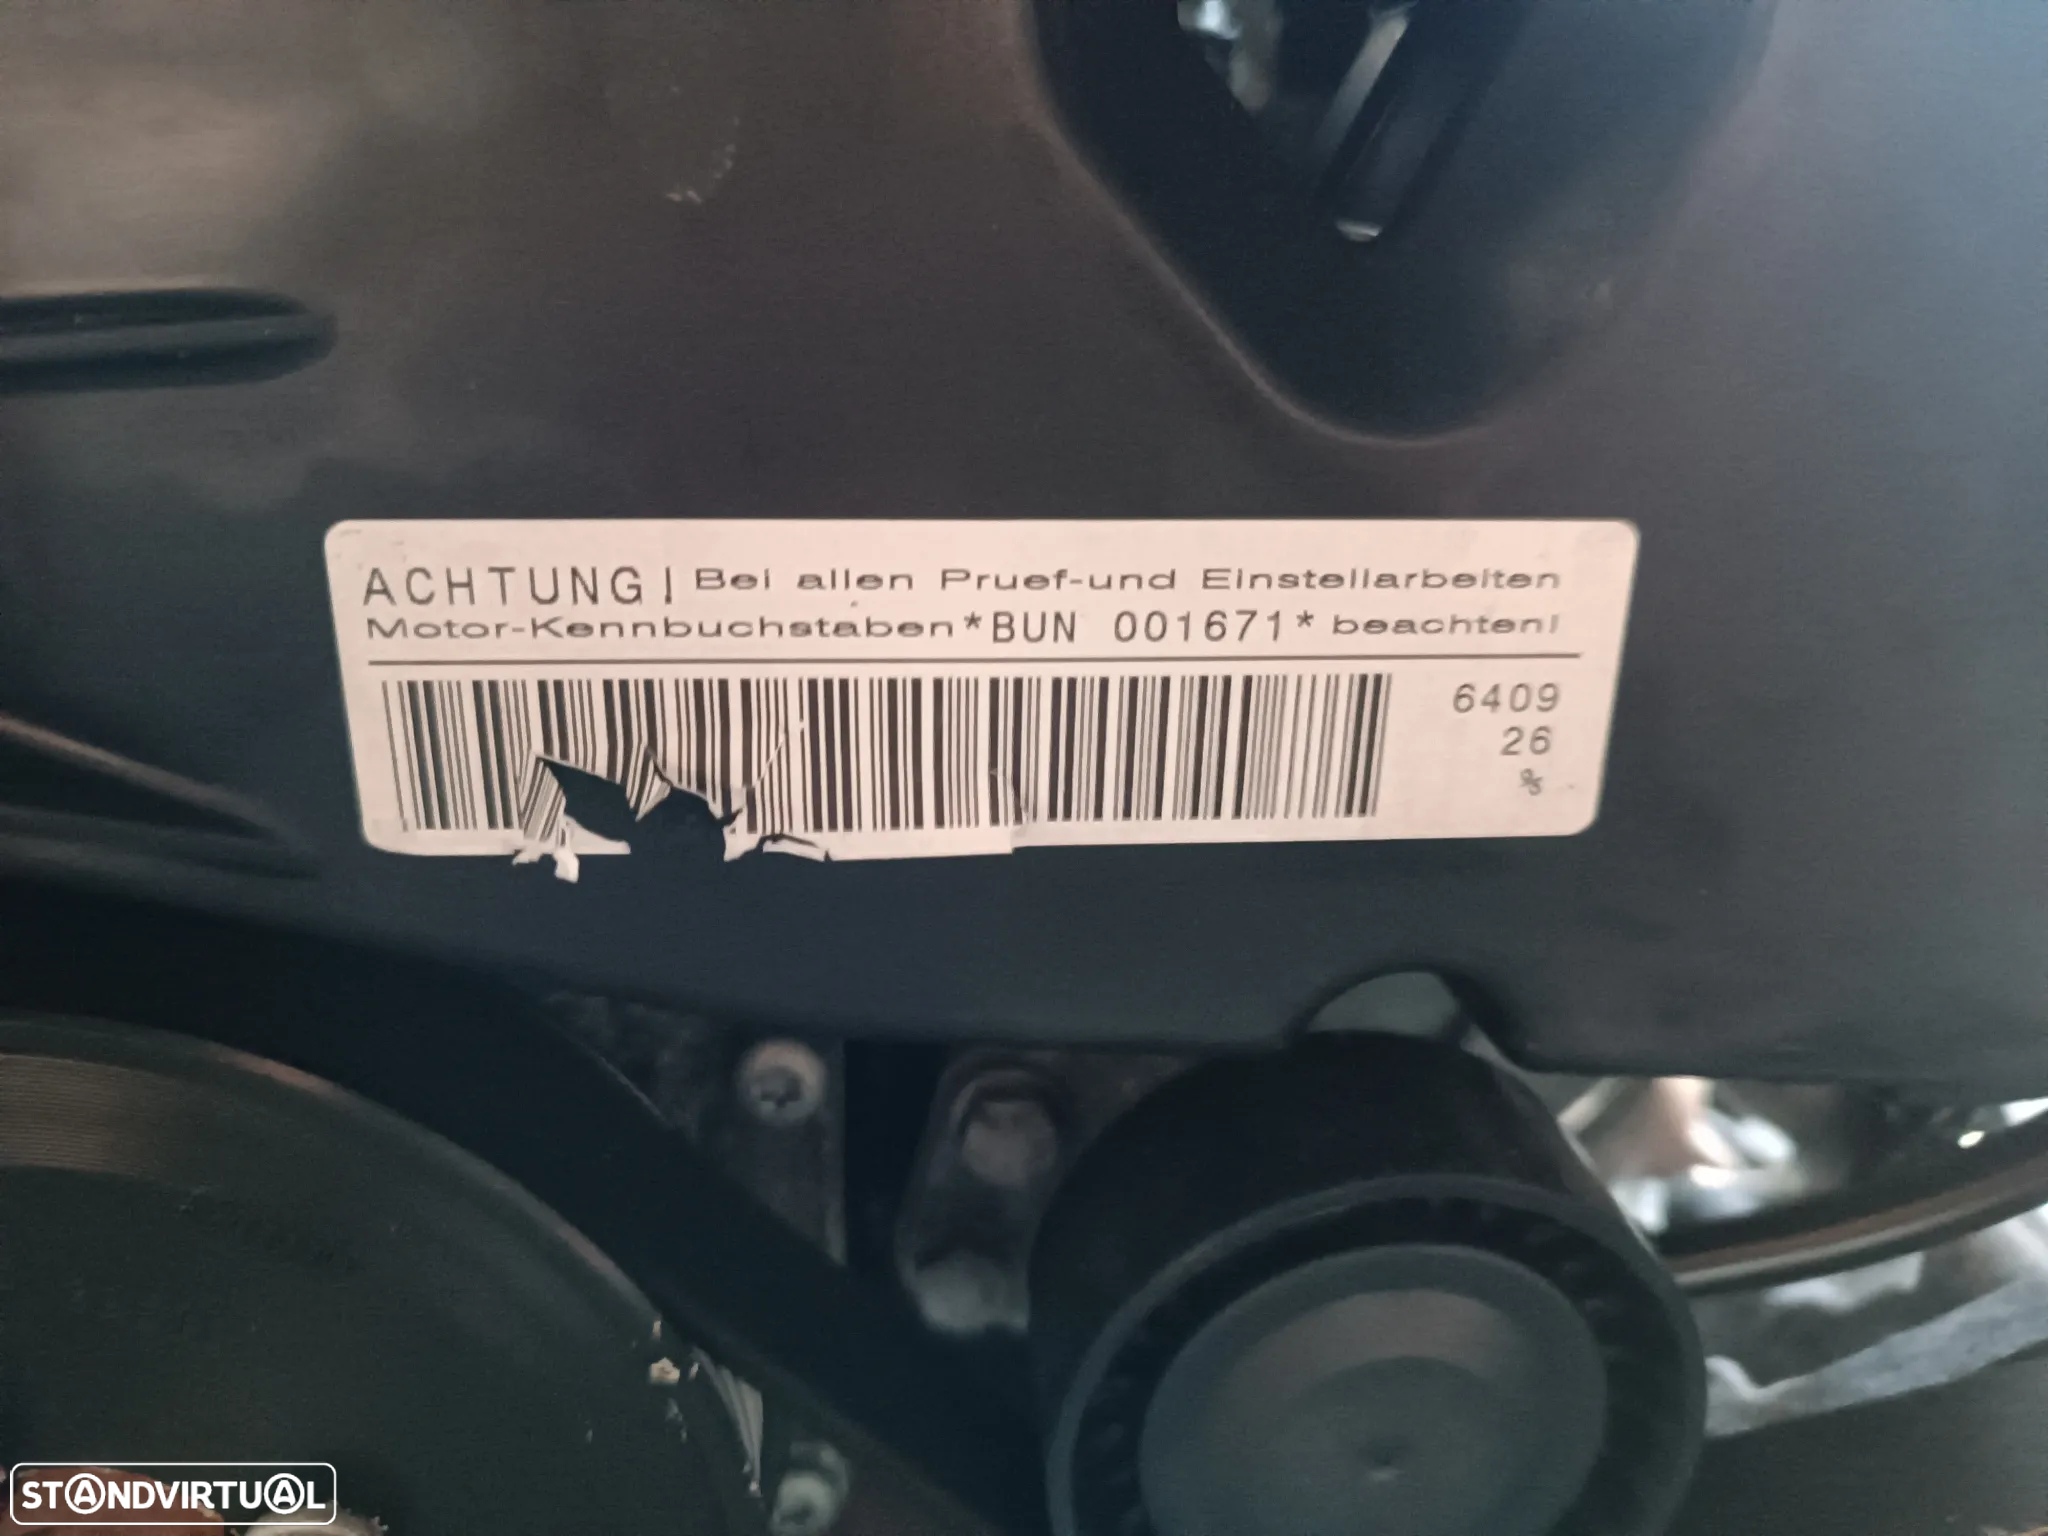 ACHTUNG! Bei allen Pruef-und Einstellarbeiten
Motor-Kennbuchstaben*BUN 001671* beachten!
6409
26
STANDVIRTUAL